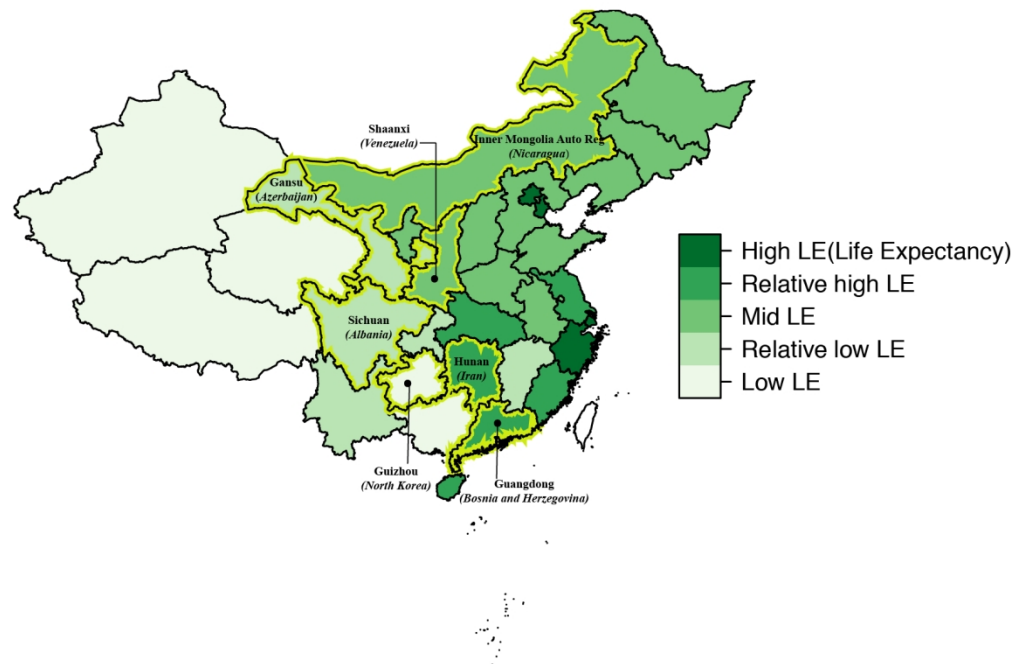 Shaanxi
(Venezuela)
Inner Mongolia Auto Reg
(Nicaragua)
Gansu
(Azerbaijan)
Sichuan
(Albania)
Hunan
(Iran)
Guizhou
(North Korea)
Guangdong
(Bosnia and Herzegovina)
High LE(Life Expectancy)
Relative high LE
Mid LE
Relative low LE
Low LE